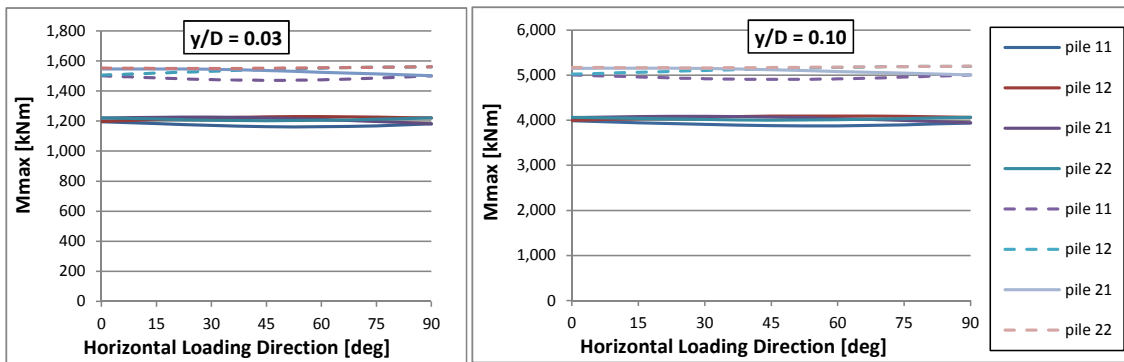 y/D = 0.03
Mmax [kNm]
1,800
1,600
1,400
1,200
1,000
800
600
400
200
0
0 15 30 45 60 75 90
Horizontal Loading Direction [deg]
y/D = 0.10
Mmax [kNm]
6,000
5,000
4,000
3,000
2,000
1,000
0
0 15 30 45 60 75 90
Horizontal Loading Direction [deg]
pile 11
pile 12
pile 21
pile 22
pile 11
pile 12
pile 21
pile 22